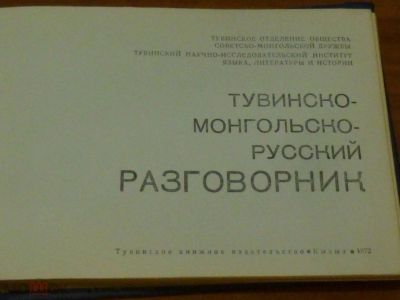 ТУВИНСКОЕ ОТДЕЛЕНИЕ ОБЩЕСТВА
СОВЕТСКО-МОНГОЛЬСКОЙ ДРУЖБЫ
ТУВИНСКИЙ НАУЧНО-ИССЛЕДОВАТЕЛЬСКИЙ ИНСТИТУТ
ЯЗЫКА, ЛИТЕРАТУРЫ И ИСТОРИИ
ТУВИНСКО-
МОНГОЛЬСКО-
РУССКИЙ
РАЗГОВОРНИК
Тувинское книжное издательство • Кызыл • 1972